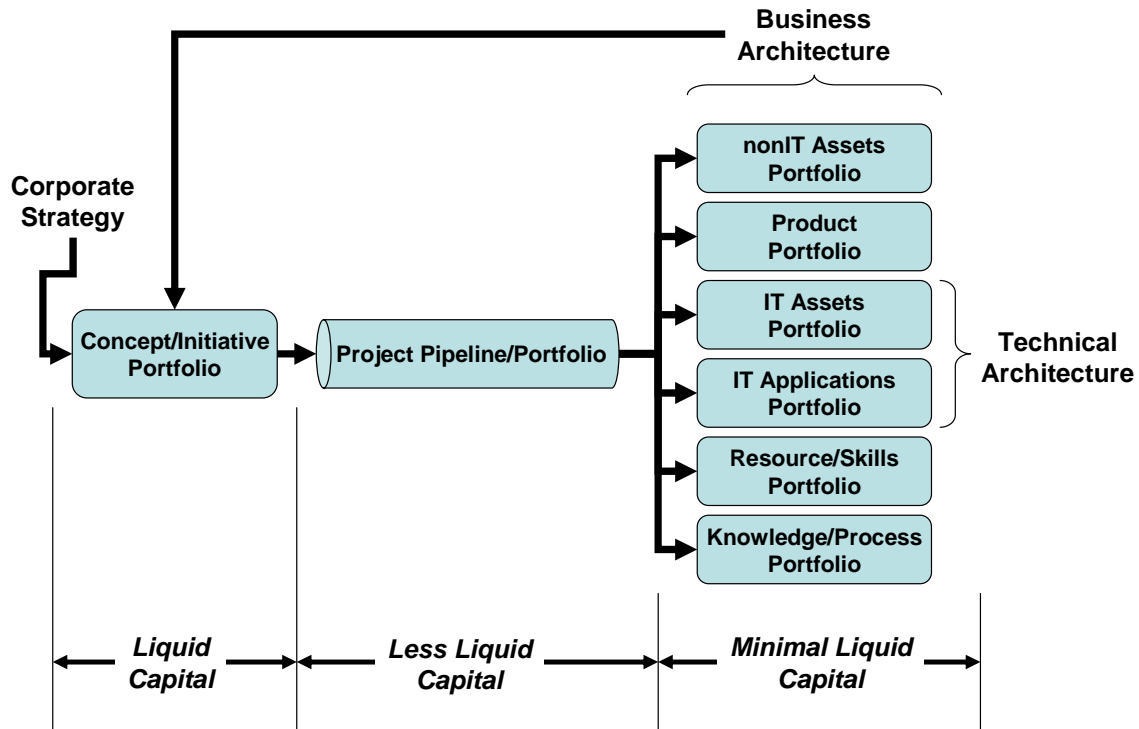 Business
Architecture
nonIT Assets
Portfolio
Corporate
Strategy
Product
Portfolio
IT Assets
Portfolio
Concept/Initiative
Portfolio
Project Pipeline/Portfolio
Technical
Architecture
IT Applications
Portfolio
Resource/Skills
Portfolio
Knowledge/Process
Portfolio
Liquid
Capital
Less Liquid
Capital
Minimal Liquid
Capital